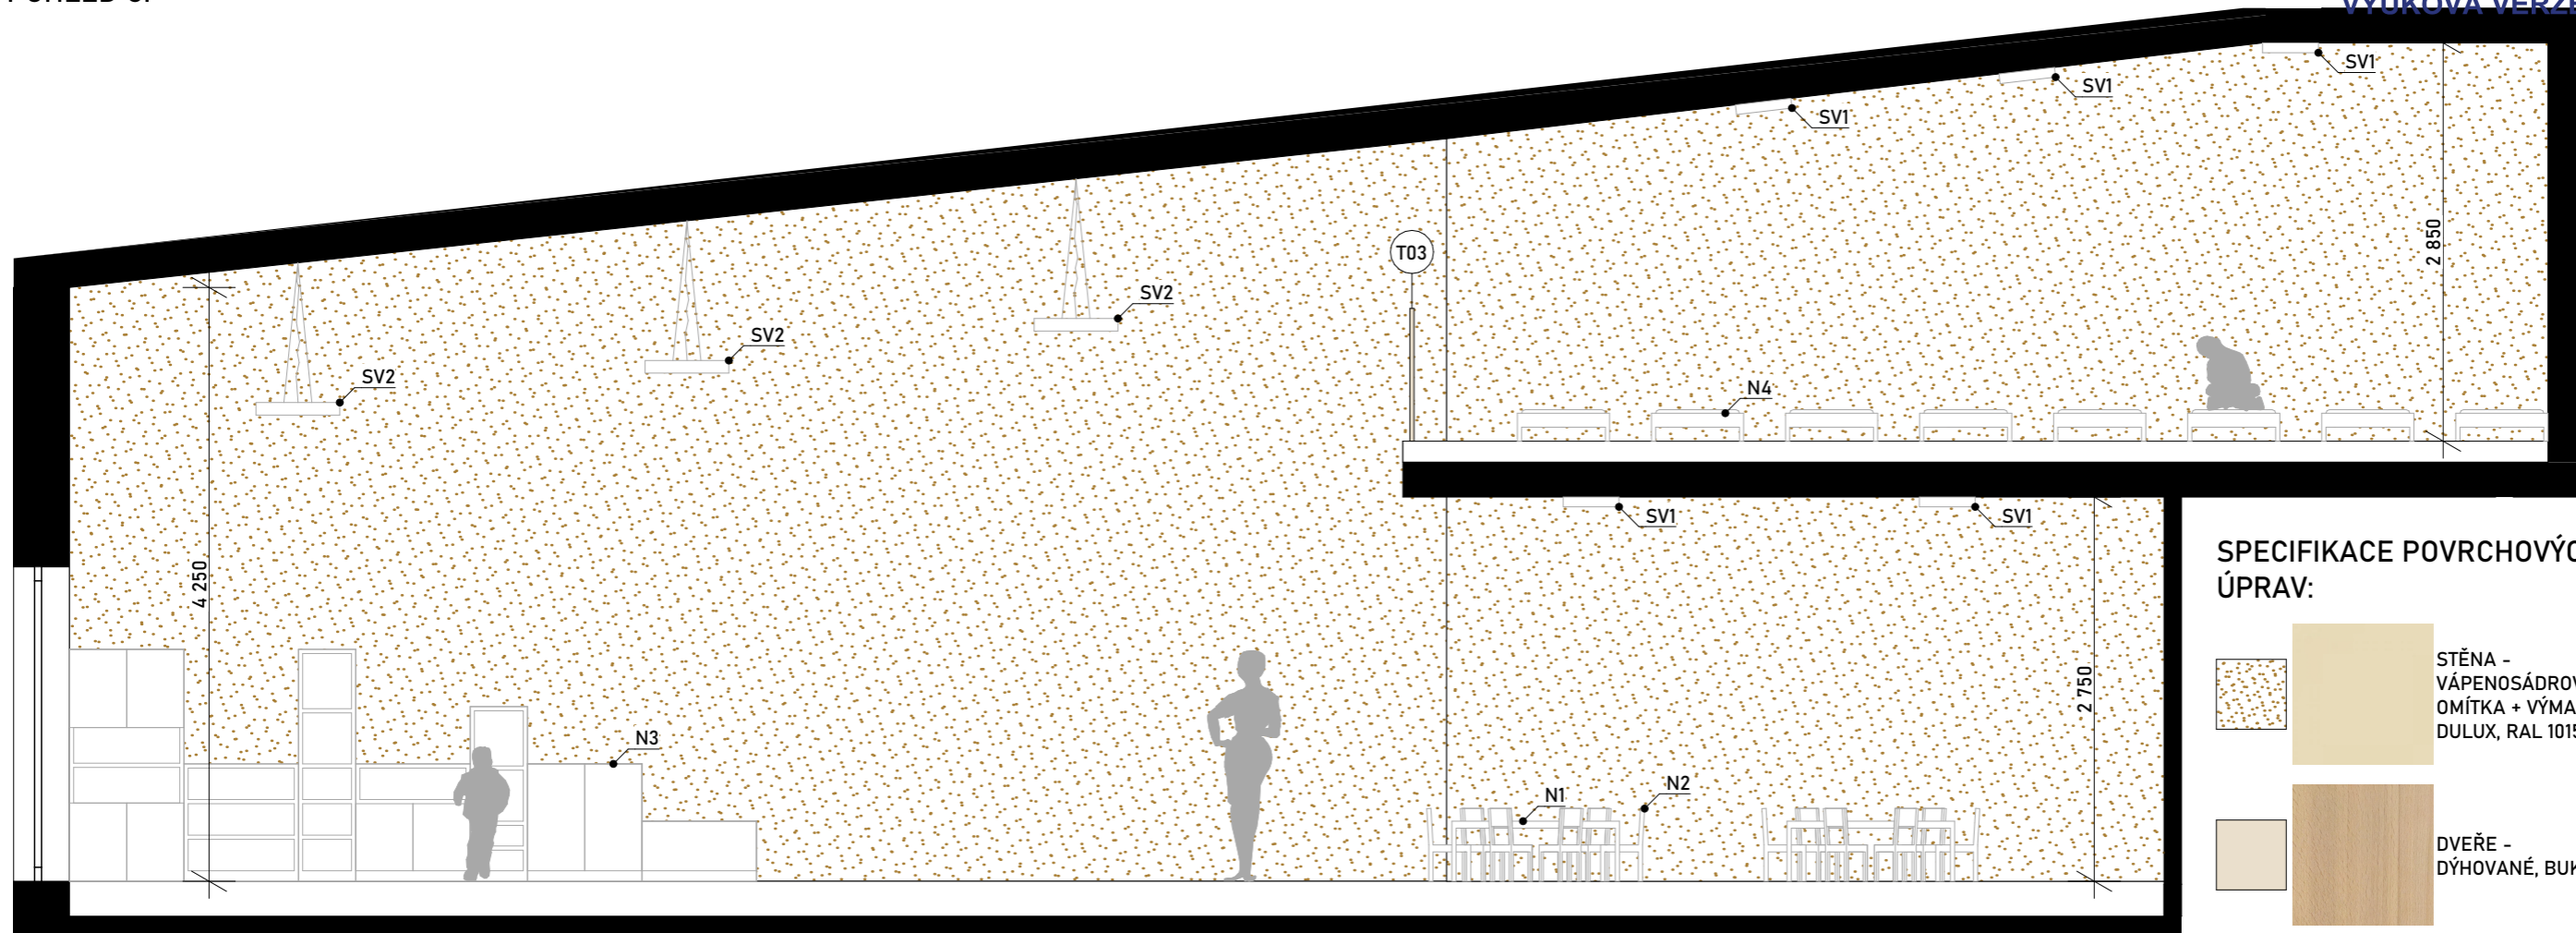 SV1
SV1
SV1
2 850
T03
SV2
SV2
SV2
N4
SV1
SV1
4 250
2 750
N3
N1
N2
SPECIFIKACE POVRCHOVÝC
ÚPRAV:
STĚNA -
VÁPENOSÁDROV
OMÍTKA + VÝMA
DULUX, RAL 1015
DVEŘE -
DÝHOVANÉ, BUK